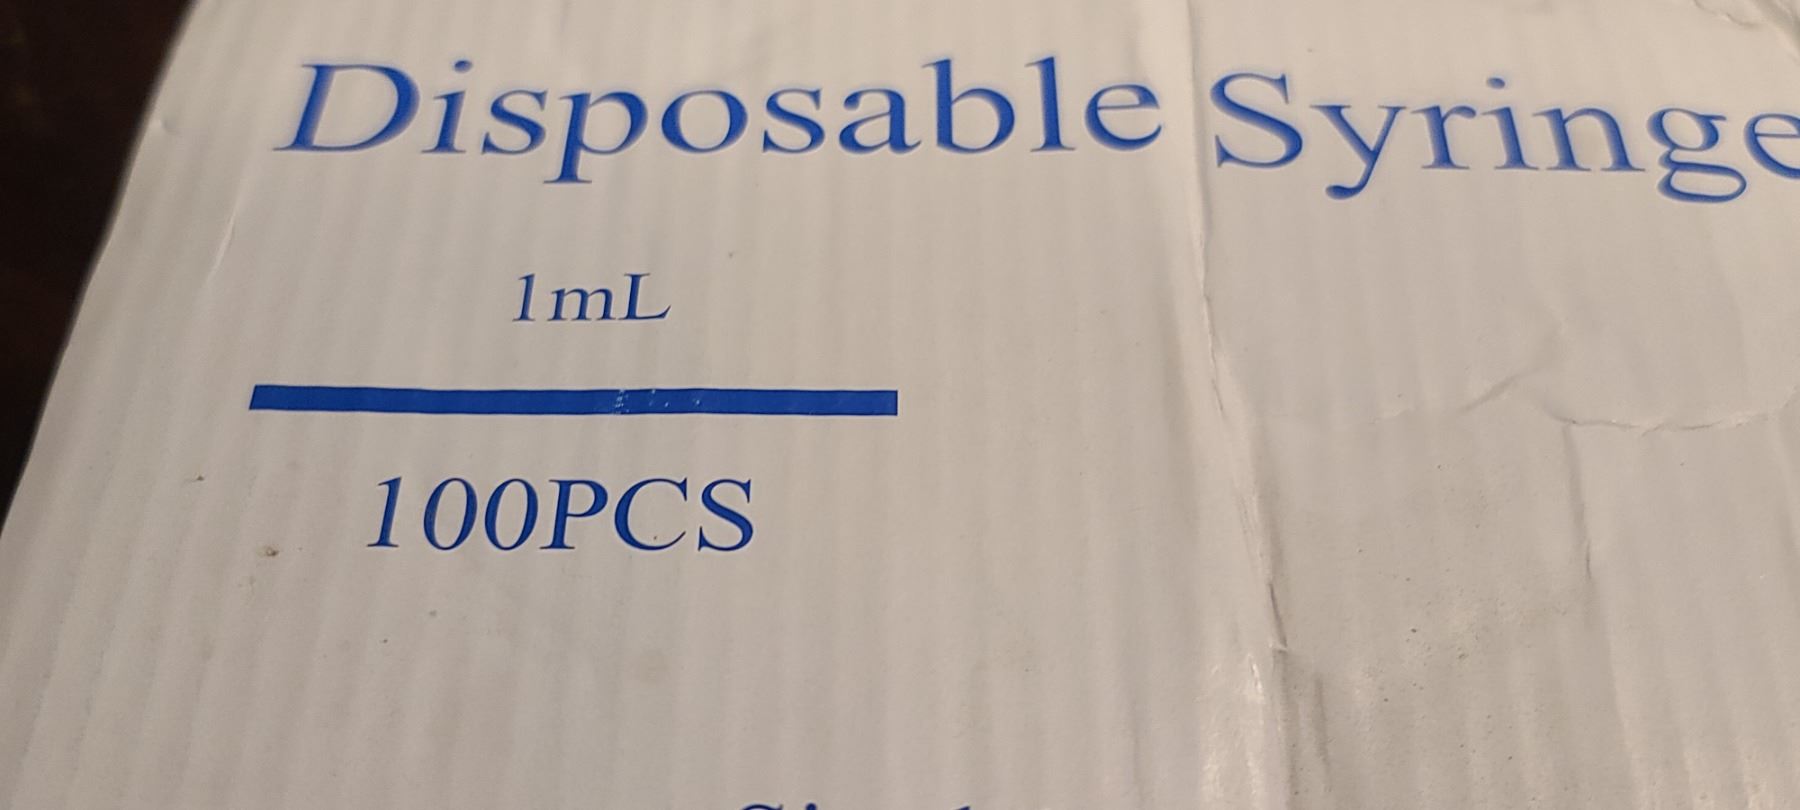 Disposable Syringe
1mL
100PCS